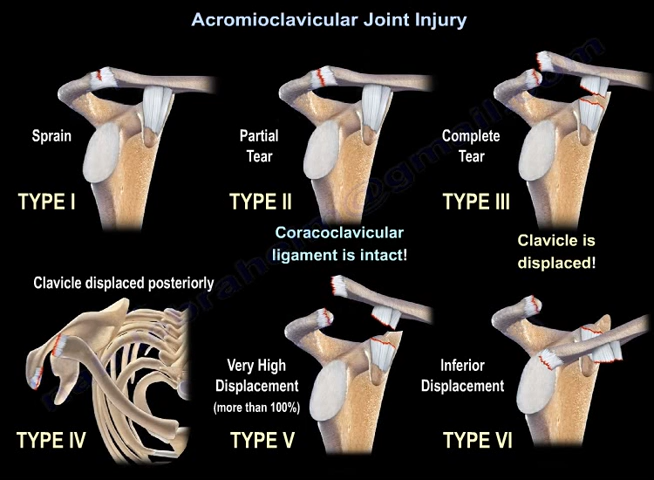 Acromioclavicular Joint Injury
Sprain
TYPE I
Partial
Tear
TYPE II
Complete
Tear
TYPE III
Coracoclavicular
ligament is intact!
Clavicle is
displaced!
Clavicle displaced posteriorly
TYPE IV
Very High
Displacement
(more than 100%)
TYPE V
Inferior
Displacement
TYPE VI